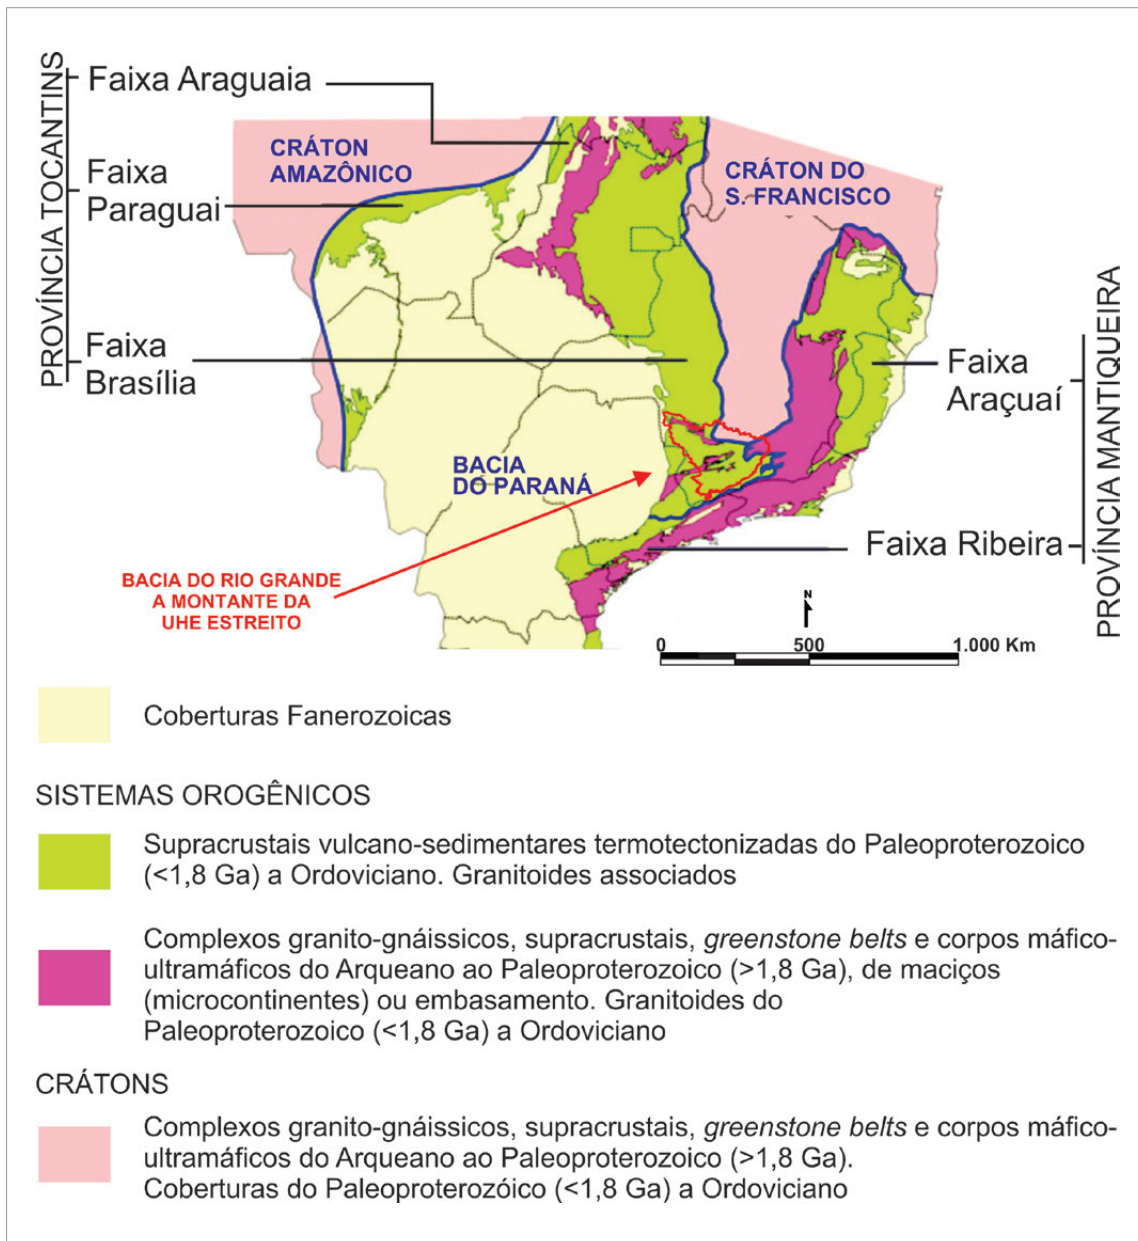 PROVÍNCIA TOCANTINS
Faixa Araguaia
Faixa
Paraguai
Faixa
Brasília
CRÁTON
AMAZÔNICO
CRÁTON DO
S. FRANCISCO
PROVÍNCIA MANTIQUEIRA
Faixa
Araçuaí
BACIA
DO PARANÁ
Faixa Ribeira
BACIA DO RIO GRANDE
A MONTANTE DA
UHE ESTREITO
N
0 500 1.000 Km
Coberturas Fanerozoicas
SISTEMAS OROGÊNICOS
Supracrustais vulcano-sedimentares termotectonizadas do Paleoproterozoico
(<1,8 Ga) a Ordoviciano. Granitoides associados
Complexos granito-gnáissicos, supracrustais, greenstone belts e corpos máfico-
ultramáficos do Arqueano ao Paleoproterozoico (>1,8 Ga), de maciços
(microcontinentes) ou embasamento. Granitoides do
Paleoproterozoico (<1,8 Ga) a Ordoviciano
CRÁTONS
Complexos granito-gnáissicos, supracrustais, greenstone belts e corpos máfico-
ultramáficos do Arqueano ao Paleoproterozoico (>1,8 Ga).
Coberturas do Paleoproterozóico (<1,8 Ga) a Ordoviciano